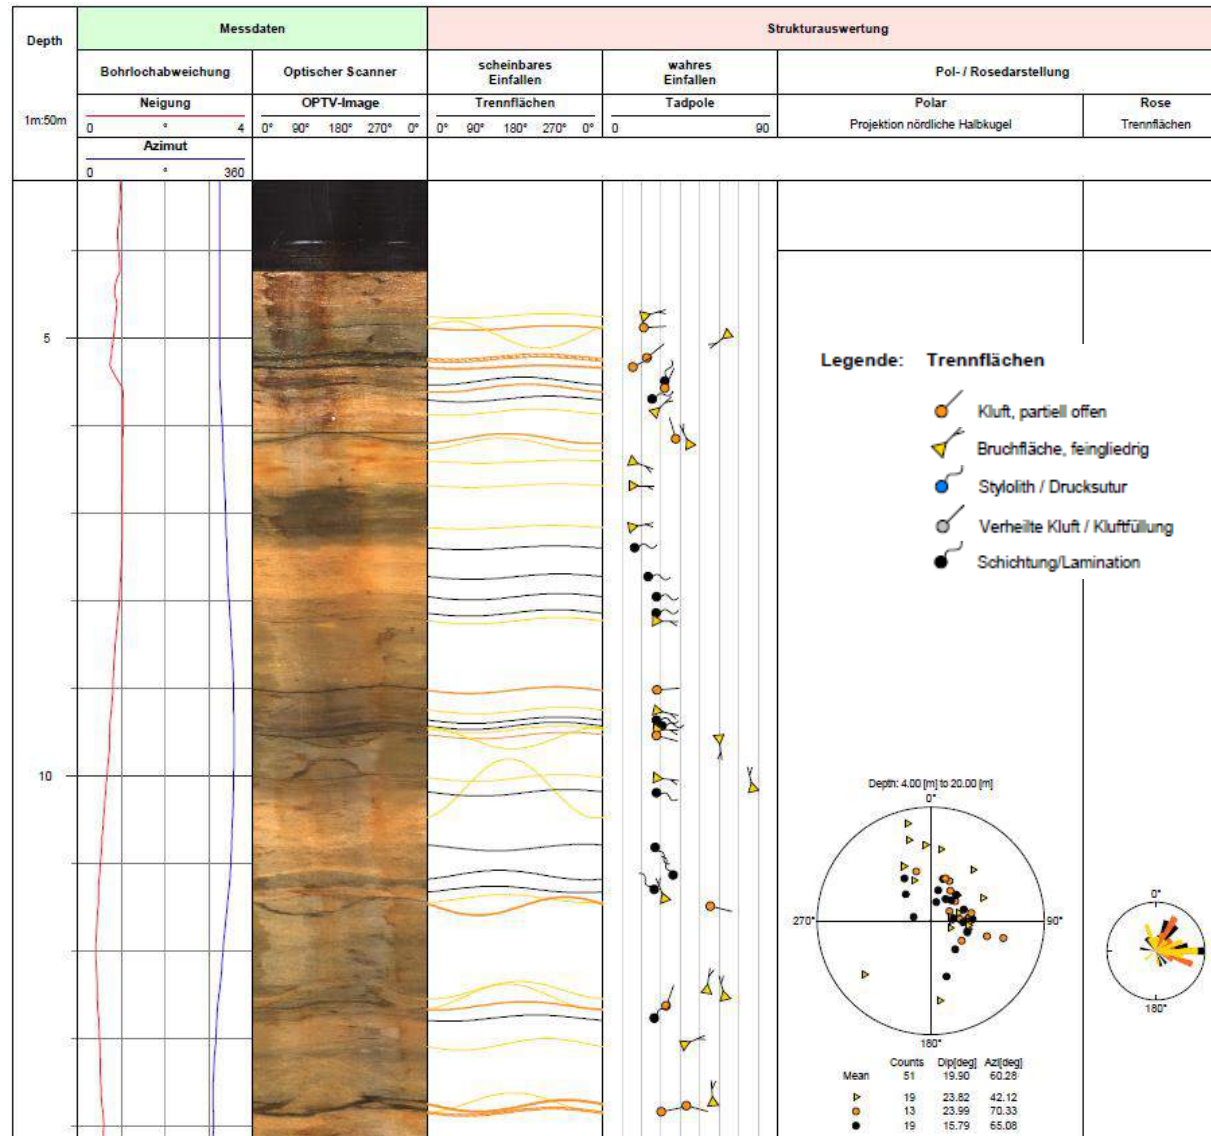 Depth
Messdaten
Strukturauswertung
Bohrlochabweichung
Optischer Scanner
scheinbares
Einfallen
wahres
Einfallen
Pol- / Rosedarstellung
1m:50m
Neigung
0 ° 4
OPTV-Image
0° 90° 180° 270° 0°
Trennflächen
0° 90° 180° 270° 0°
Tadpole
0 90
Polar
Projektion nördliche Halbkugel
Rose
Trennflächen
Azimut
0 ° 360
5
10
Legende: Trennflächen
Kluft, partiell offen
Bruchfläche, feingliedrig
Stylolith / Drucksutur
Verheilte Kluft / Kluftfüllung
Schichtung/Lamination
Depth: 4.00 [m] to 20.00 [m]
0°
270° 90°
180°
0°
180°
Counts Dip[deg] Azi[deg]
Mean 51 19.90 60.28
19 23.82 42.12
13 23.99 70.33
19 15.79 65.08